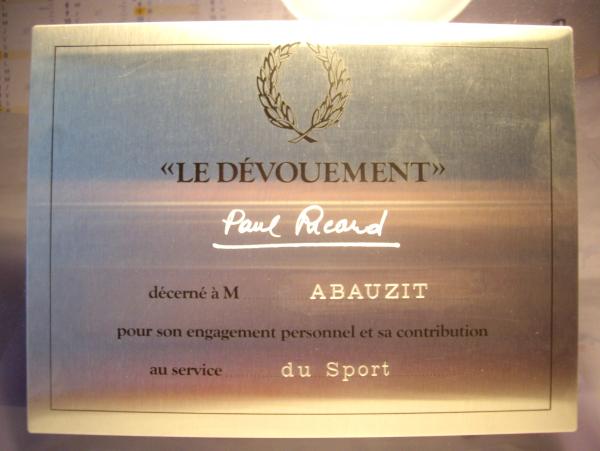 «LE DÉVOUEMENT»
Paul Ricard
décerné à M ABAUZIT
pour son engagement personnel et sa contribution
au service du Sport